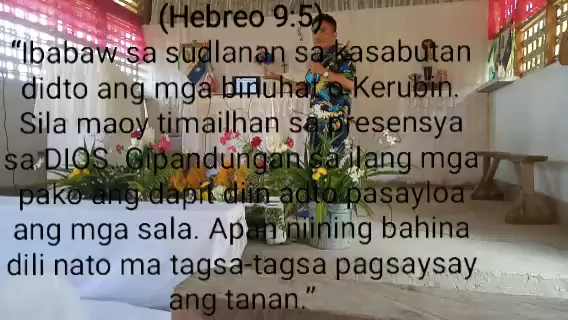 (Hebreo 9:5)
“Ibabaw sa sudlanan sa kasabutan
didto ang mga binuhat o Kerubin.
Sila maoy timailhan sa presensya
sa DIOS. Gipandungan sa ilang mga
pako ang dapit diin adto pasayloa
ang mga sala. Apan niining bahina
dili nato ma tagsa-tagsa pagsaysay
ang tanan.”